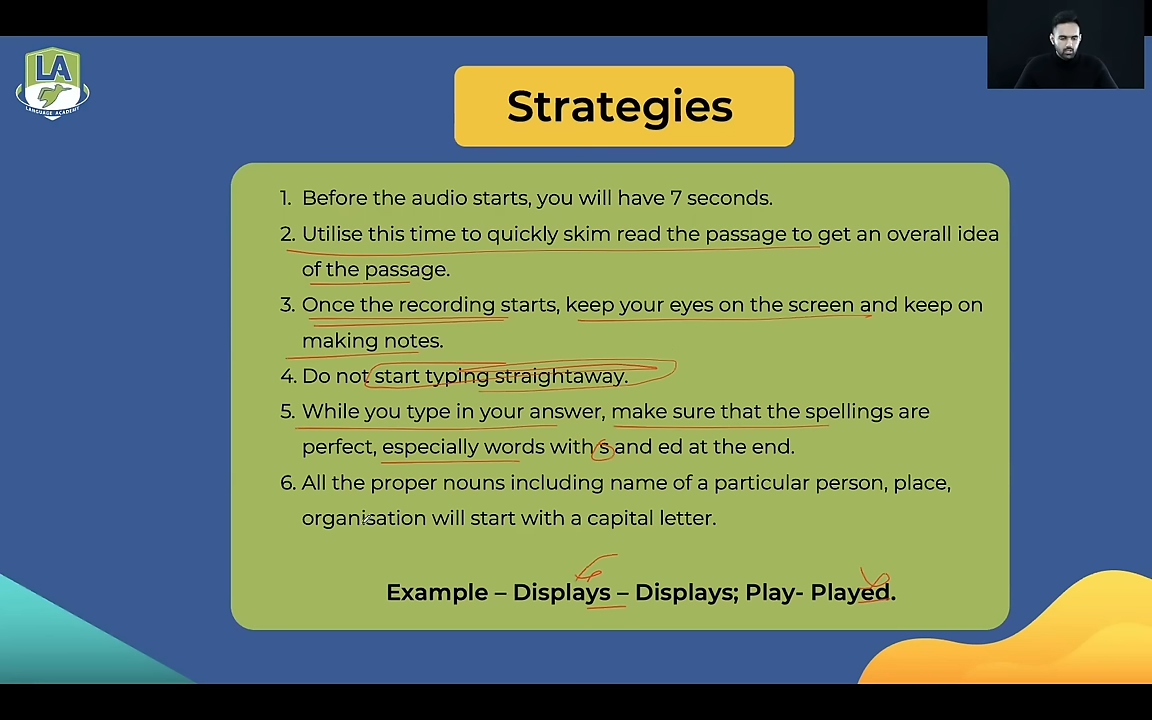 LA
LANGUAGE ACADEMY
Strategies
1. Before the audio starts, you will have 7 seconds.
2. Utilise this time to quickly skim read the passage to get an overall idea
of the passage.
3. Once the recording starts, keep your eyes on the screen and keep on
making notes.
4. Do not start typing straightaway.
5. While you type in your answer, make sure that the spellings are
perfect, especially words with s and ed at the end.
6. All the proper nouns including name of a particular person, place,
organisation will start with a capital letter.
Example – Displays – Displays; Play- Played.